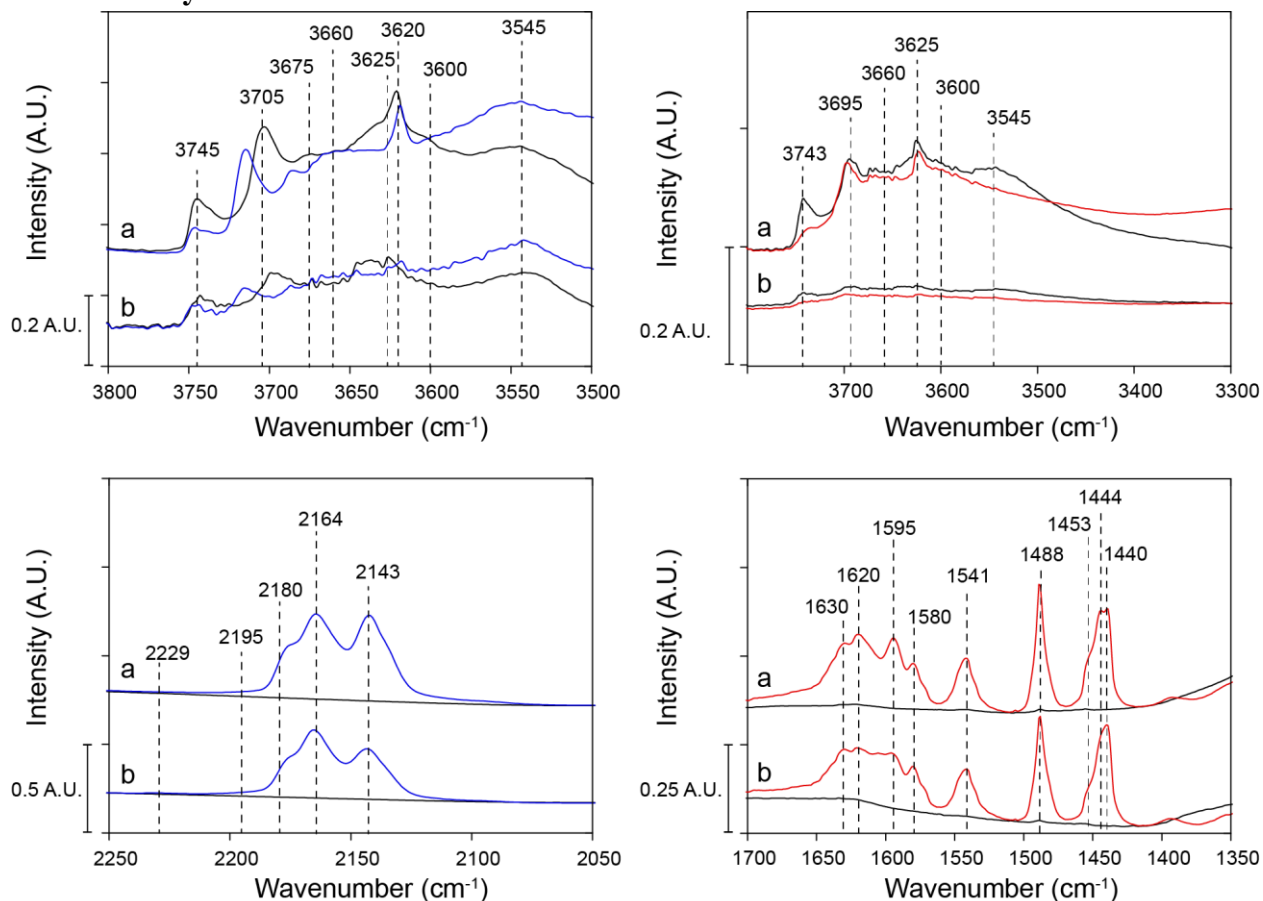 3660
3620
3545
3675
3625
3600
3705
3745
a
b
Intensity (A.U.)
0.2 A.U.
3800
3750
3700
3650
3600
3550
3500
Wavenumber (cm-1)
3625
3660
3600
3695
3545
3743
a
b
Intensity (A.U.)
0.2 A.U.
3700
3600
3500
3400
3300
Wavenumber (cm-1)
2164
2143
2180
2195
2229
a
b
Intensity (A.U.)
0.5 A.U.
2250
2200
2150
2100
2050
Wavenumber (cm-1)
1444
1453
1440
1595
1488
1620
1541
1630
1580
a
b
Intensity (A.U.)
0.25 A.U.
1700
1650
1600
1550
1500
1450
1400
1350
Wavenumber (cm-1)